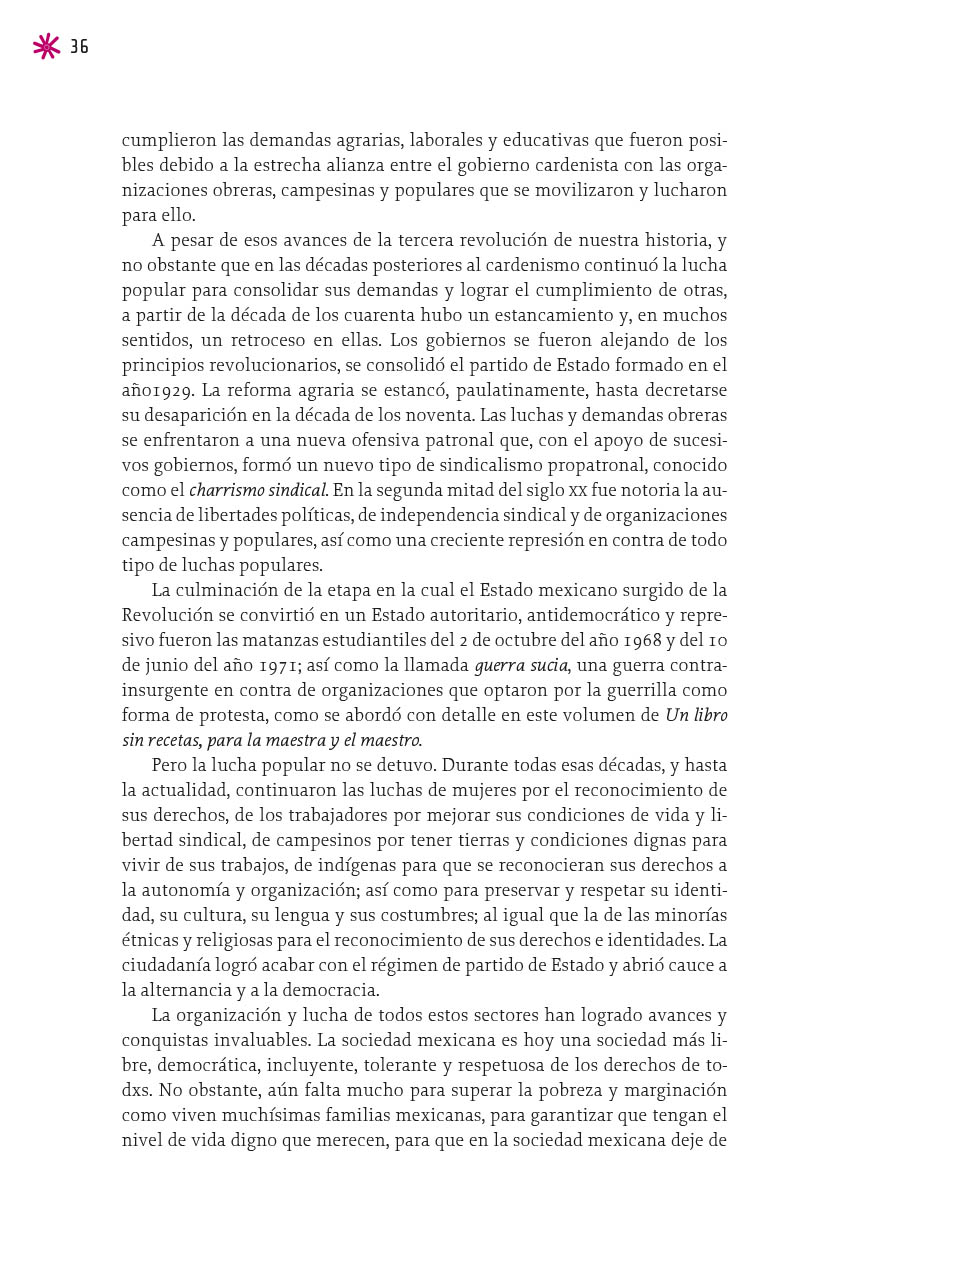 36
cumplieron las demandas agrarias, laborales y educativas que fueron posi-
bles debido a la estrecha alianza entre el gobierno cardenista con las orga-
nizaciones obreras, campesinas y populares que se movilizaron y lucharon
para ello.
A pesar de esos avances de la tercera revolución de nuestra historia, y
no obstante que en las décadas posteriores al cardenismo continuó la lucha
popular para consolidar sus demandas y lograr el cumplimiento de otras,
a partir de la década de los cuarenta hubo un estancamiento y, en muchos
sentidos, un retroceso en ellas. Los gobiernos se fueron alejando de los
principios revolucionarios, se consolidó el partido de Estado formado en el
año1929. La reforma agraria se estancó, paulatinamente, hasta decretarse
su desaparición en la década de los noventa. Las luchas y demandas obreras
se enfrentaron a una nueva ofensiva patronal que, con el apoyo de sucesi-
vos gobiernos, formó un nuevo tipo de sindicalismo propatronal, conocido
como el charrismo sindical. En la segunda mitad del siglo XX fue notoria la au-
sencia de libertades políticas, de independencia sindical y de organizaciones
campesinas y populares, así como una creciente represión en contra de todo
tipo de luchas populares.
La culminación de la etapa en la cual el Estado mexicano surgido de la
Revolución se convirtió en un Estado autoritario, antidemocrático y repre-
sivo fueron las matanzas estudiantiles del 2 de octubre del año 1968 y del 10
de junio del año 1971; así como la llamada guerra sucia, una guerra contra-
insurgente en contra de organizaciones que optaron por la guerrilla como
forma de protesta, como se abordó con detalle en este volumen de Un libro
sin recetas, para la maestra y el maestro.
Pero la lucha popular no se detuvo. Durante todas esas décadas, y hasta
la actualidad, continuaron las luchas de mujeres por el reconocimiento de
sus derechos, de los trabajadores por mejorar sus condiciones de vida y li-
bertad sindical, de campesinos por tener tierras y condiciones dignas para
vivir de sus trabajos, de indígenas para que se reconocieran sus derechos a
la autonomía y organización; así como para preservar y respetar su identi-
dad, su cultura, su lengua y sus costumbres; al igual que la de las minorías
étnicas y religiosas para el reconocimiento de sus derechos e identidades. La
ciudadanía logró acabar con el régimen de partido de Estado y abrió cauce a
la alternancia y a la democracia.
La organización y lucha de todos estos sectores han logrado avances y
conquistas invaluables. La sociedad mexicana es hoy una sociedad más li-
bre, democrática, incluyente, tolerante y respetuosa de los derechos de to-
dxs. No obstante, aún falta mucho para superar la pobreza y marginación
como viven muchísimas familias mexicanas, para garantizar que tengan el
nivel de vida digno que merecen, para que en la sociedad mexicana deje de